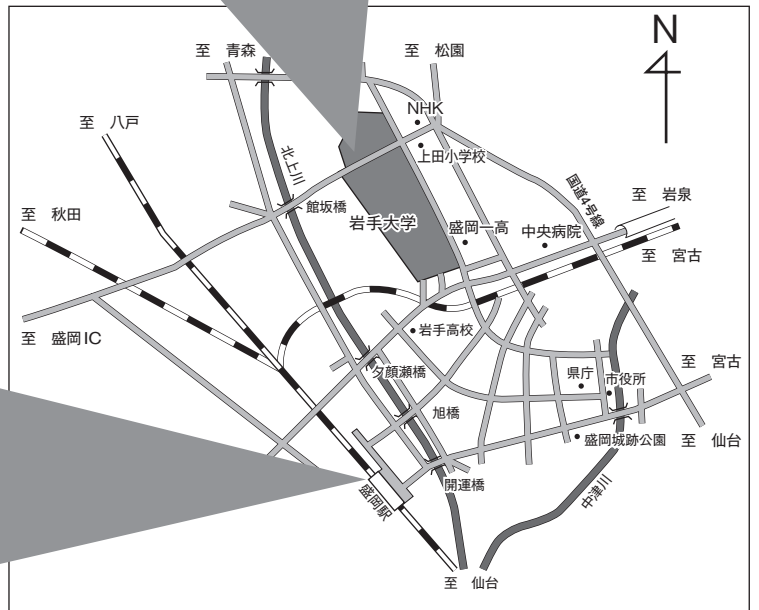 至　青森
至　松園
N
NHK
至　八戸
上田小学校
北上川
国道4号線
至　岩泉
館坂橋
至　秋田
岩手大学
盛岡一高
中央病院
至　宮古
岩手高校
至　盛岡IC
夕顔瀬橋
県庁
市役所
至　宮古
旭橋
盛岡城跡公園
至　仙台
開運橋
盛岡駅
中津川
至　仙台